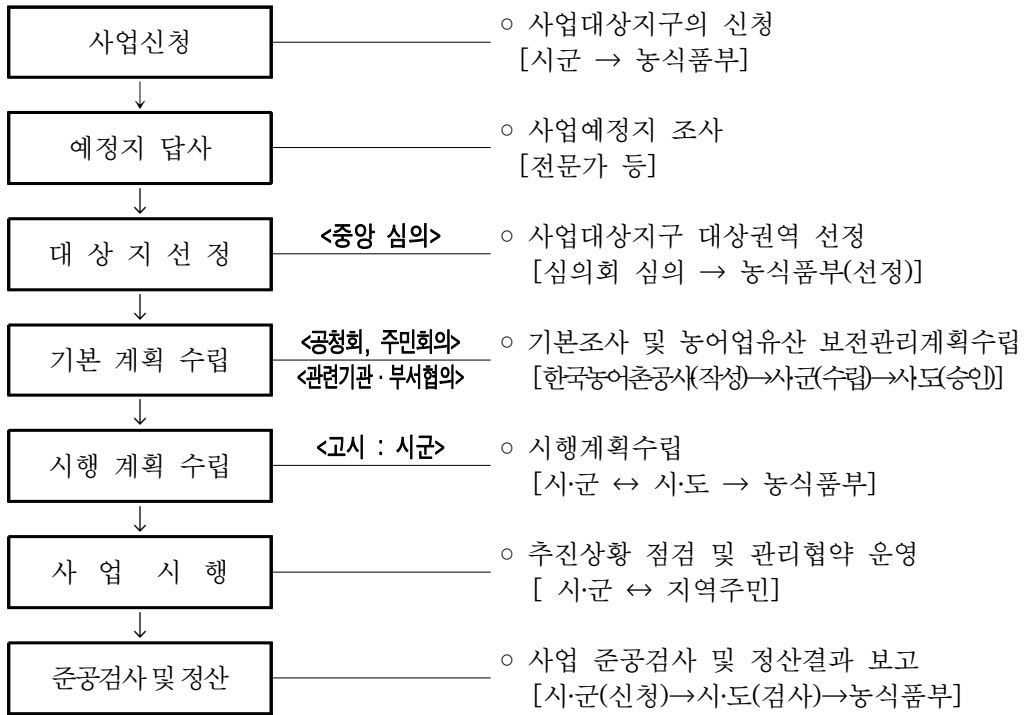 사업신청
○ 사업대상지구의 신청
[시군 → 농식품부]
↓
예정지 답사
○ 사업예정지 조사
[전문가 등]
↓
대 상 지 선 정
<중앙 심의>
○ 사업대상지구 대상권역 선정
[심의회 심의 → 농식품부(선정)]
↓
기본 계획 수립
<공청회, 주민회의>
<관련기관·부서협의>
○ 기본조사 및 농어업유산 보전관리계획수립
[한국농어촌공사(작성)→시·군(수립)→시·도(승인)]
↓
시행 계획 수립
<고시 : 시군>
○ 시행계획수립
[시·군 ↔ 시·도 → 농식품부]
↓
사 업 시 행
○ 추진상황 점검 및 관리협약 운영
[ 시·군 ↔ 지역주민]
↓
준공검사 및 정산
○ 사업 준공검사 및 정산결과 보고
[시·군(신청)→시·도(검사)→농식품부]